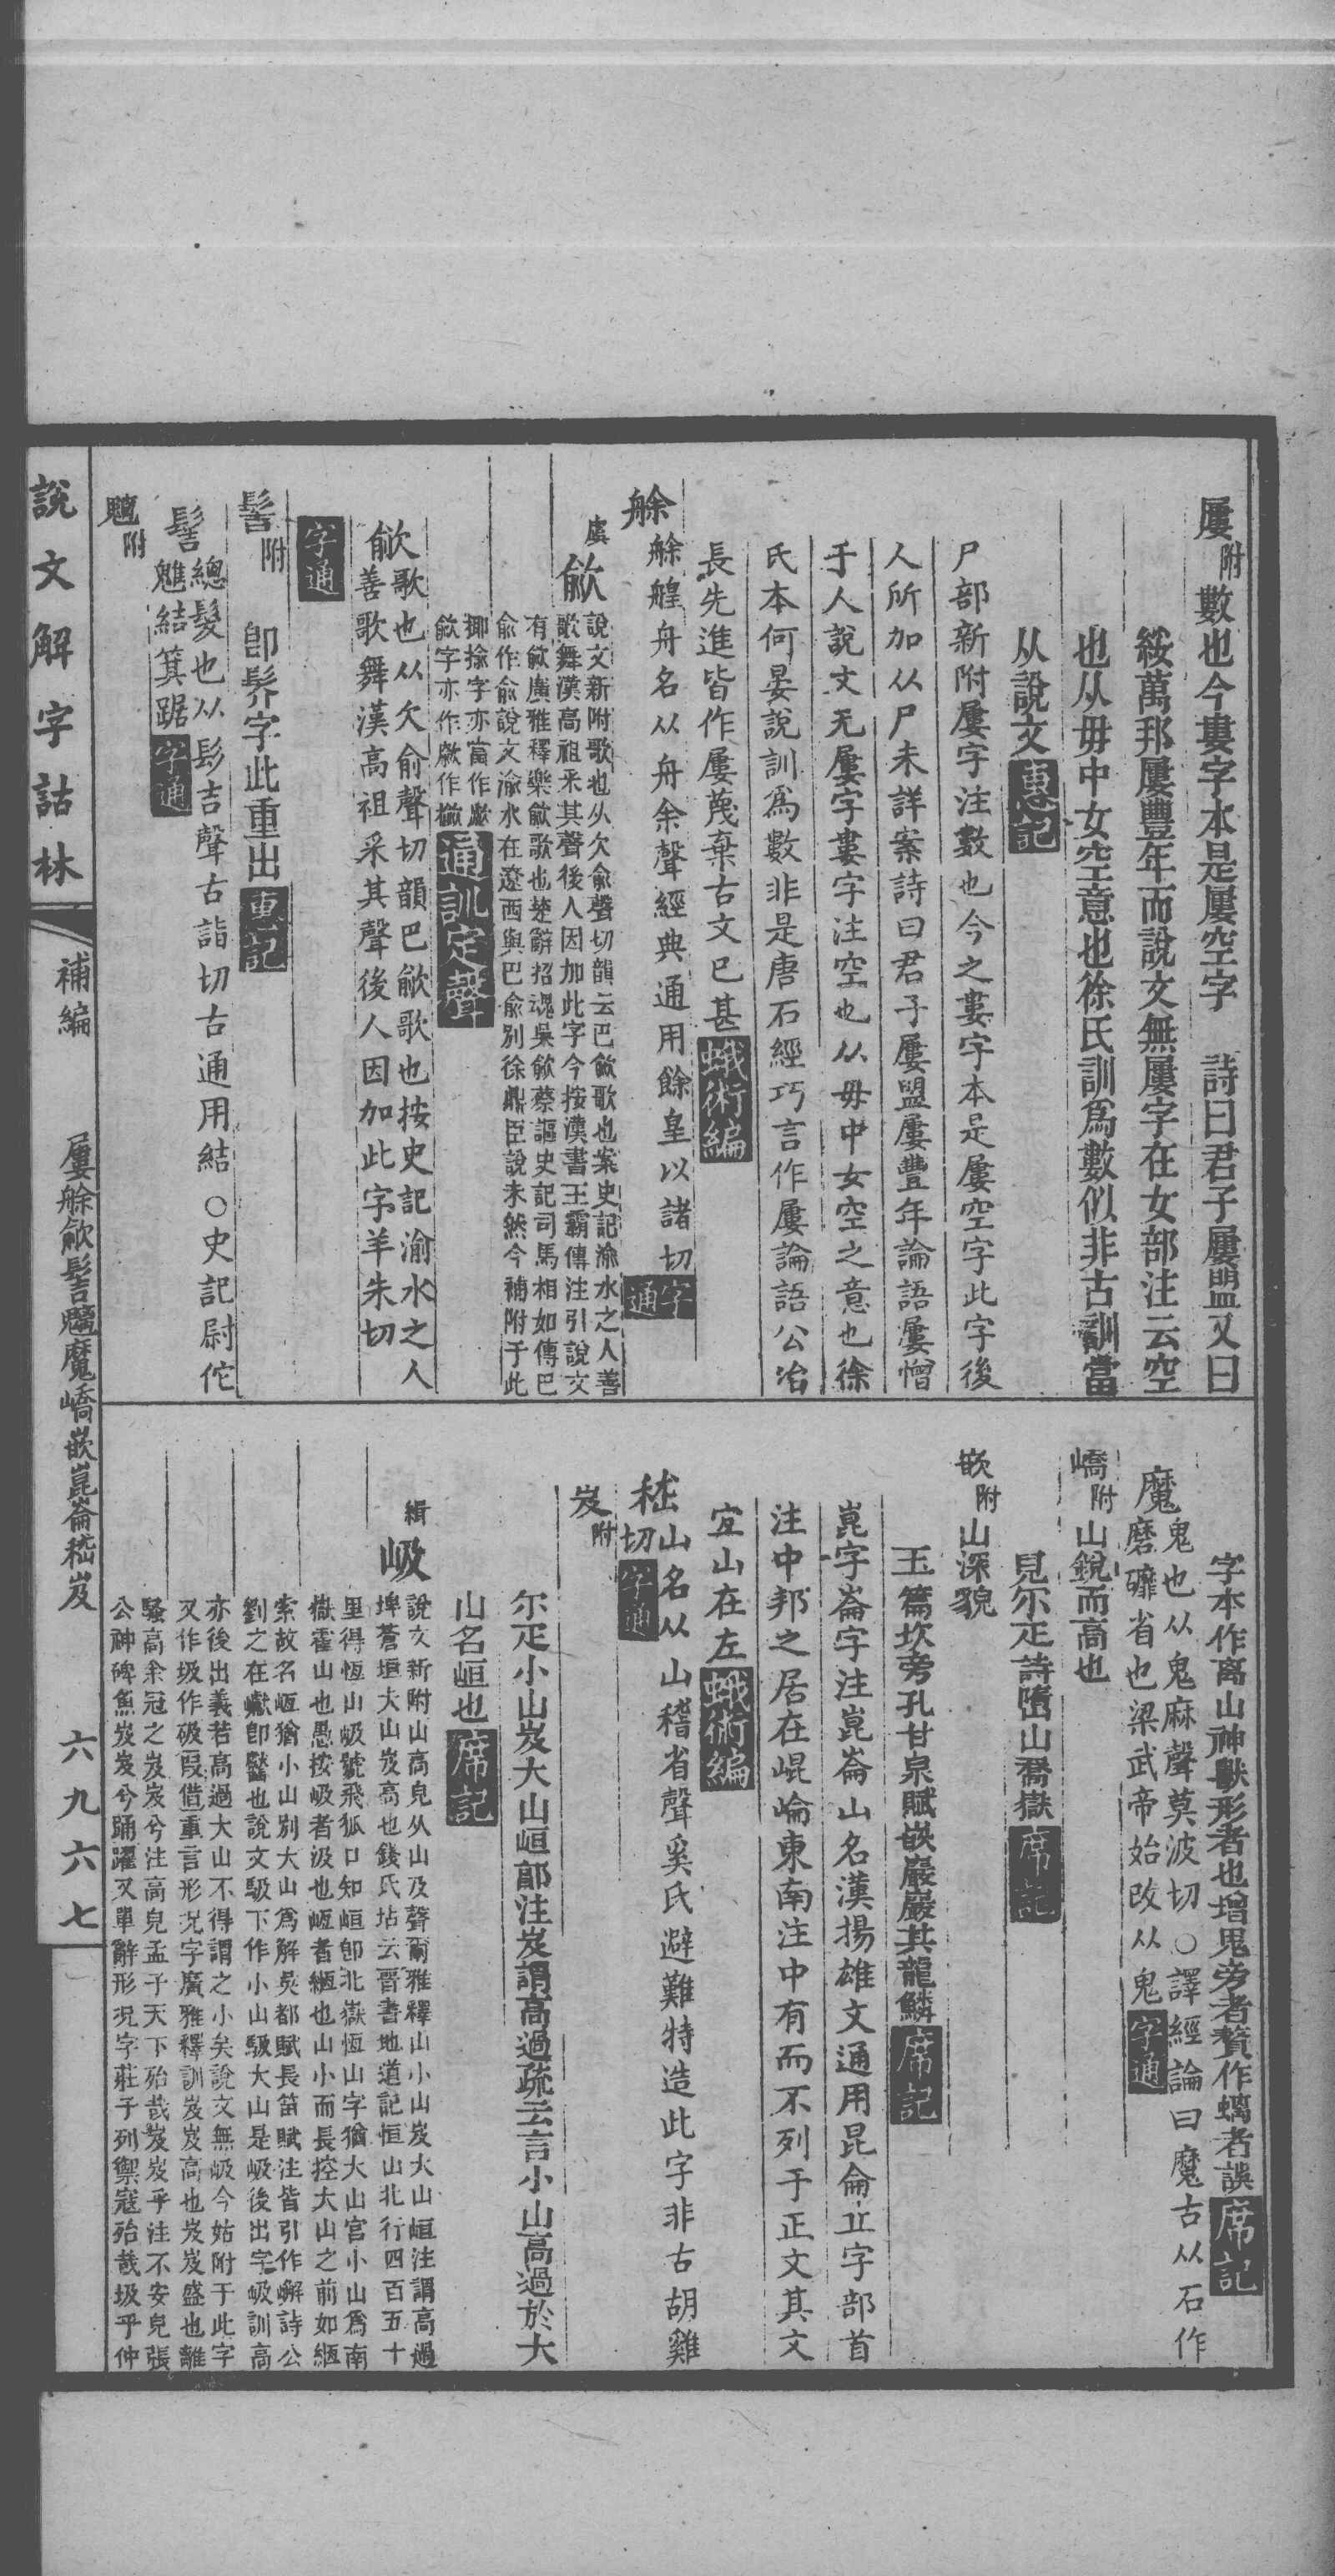 屢附數也今婁字本是屢空字　詩曰君子屢盟又曰
綏萬邦屢豐年而說文無屢字在女部注云空
也从毋中女空意也徐氏訓爲數似非古訓當
从說文惠記
尸部新附屢字注數也今之婁字本是屢空字此字後
人所加从尸未詳案詩曰君子屢盟屢豐年論語屢憎
于人說文无屢字婁字注空也从毋中女空之意也徐
氏本何晏說訓爲數非是唐石經巧言作屢論語公冶
長先進皆作屢蔑棄古文已甚蛾術編
艅艅艎舟名从舟余聲經典通用餘皇以諸切字通
虞
歈說文新附歌也从欠兪聲切韻云巴歈歌也案史記渝水之人善
歌舞漢高祖采其聲後人因加此字今按漢書王霸傳注引說文
有歈廣雅釋樂歈歌也楚辭招魂吳歈蔡謳史記司馬相如傳巴
俞作俞說文渝水在遼西與巴俞別徐鼎臣說未然今補附于此
揶揄字亦當作歈
歈字亦作作通訓定聲
歈歌也从欠俞聲切韻巴歈歌也按史記渝水之人
善歌舞漢高祖采其聲後人因加此字羊朱切
字通
髻附　卽髺字此重出惠記
髻總髮也从髟吉聲古詣切古通用結○史記尉佗
魋結箕踞字通
魑附
說文解字詁林
補編
屢艅歈髻魑魔嶠嵌崑崙嵇岌
六九六七
字本作离山神獸形者也增鬼旁者贅作螭者誤席記
魔鬼也从鬼麻聲莫波切○譯經論曰魔古从石作
磨礳省也梁武帝始改从鬼字通
嶠附山銳而高也
見尒疋詩墮山喬嶽席記
嵌附山深貌
玉篇坎旁孔甘泉賦嵌巖巖其龍鱗席記
崑字崙字注崑崙山名漢揚雄文通用昆侖丘字部首
注中邦之居在崐崘東南注中有而不列于正文其文
宜山在左蛾術編
嵇山名从山稽省聲奚氏避難特造此字非古胡雞
切字通
岌附
尒疋小山岌大山峘郎注岌謂高過疏云言小山高過於大
山名峘也席記
緝
岋說文新附山高皃从山及聲爾雅釋山小山岌大山峘注謂高過
埤蒼峘大山岌高也錢氏坫云晉書地道記恒山北行四百五十
里得恆山岋號飛狐口知峘卽北嶽恆山字猶大山宮小山爲南
嶽霍山也愚按岋者汲也峘者緪也山小而長控大山之前如緪
索故名峘猶小山別大山爲解吳都賦長笛賦注皆引作嶰詩公
劉之在巘卽也說文馺下作小山馺大山是岋後出字岋訓高
亦後出義若高過大山不得謂之小矣說文無岋今姑附于此字
又作圾作砐叚借重言形況字廣雅釋訓岌岌高也岌岌盛也離
騷高余冠之岌岌兮注高皃孟子天下殆哉岌岌乎注不安皃張
公神碑魚岌岌兮踊躍又單辭形況字莊子列禦寇殆哉圾乎仲